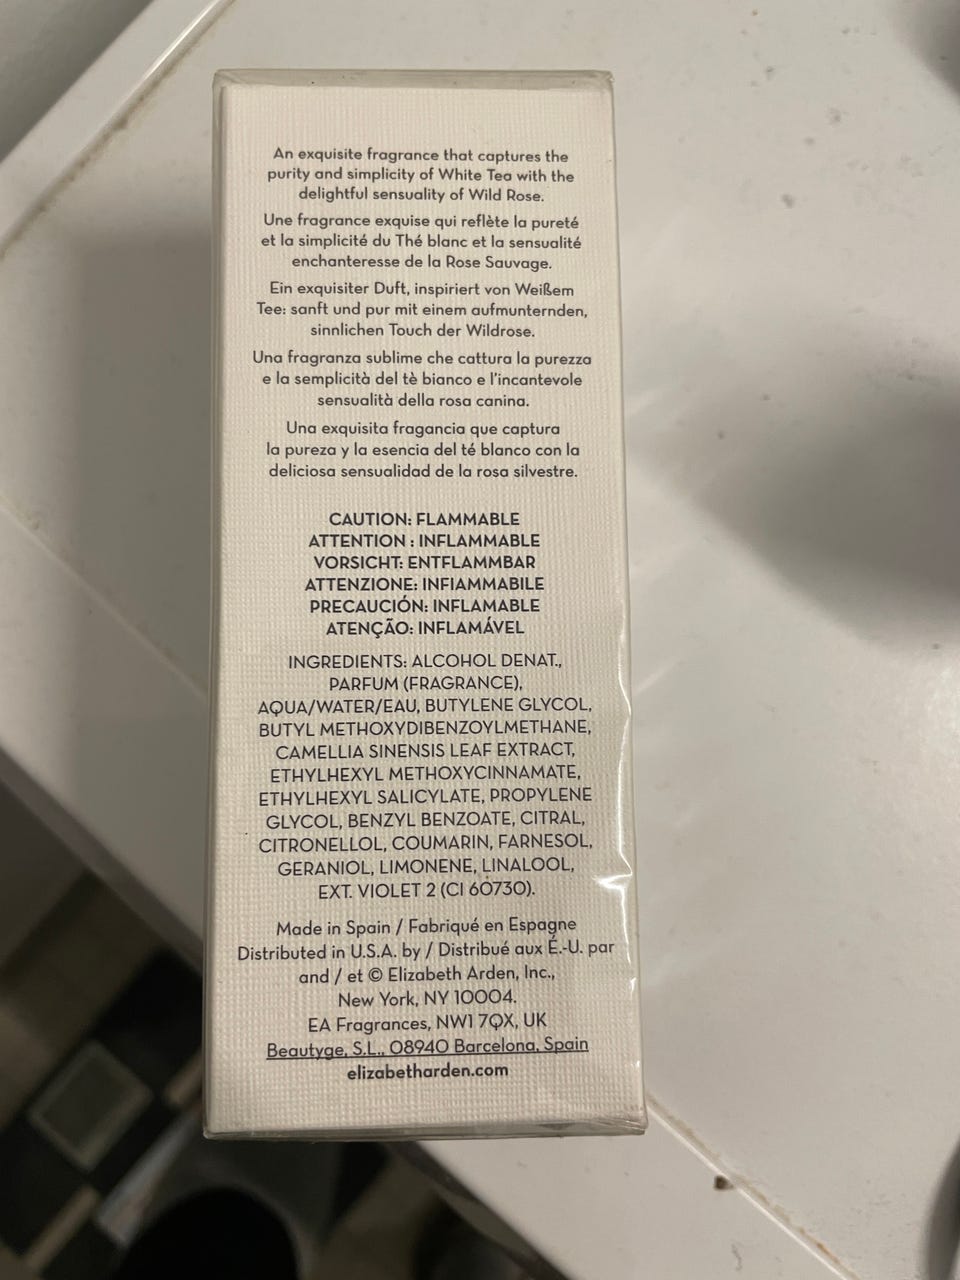 An exquisite fragrance that captures the
purity and simplicity of White Tea with the
delightful sensuality of Wild Rose.
Une fragrance exquise qui reflète la pureté
et la simplicité du Thé blanc et la sensualité
enchanteresse de la Rose Sauvage.
Ein exquisiter Duft, inspiriert von Weißem
Tee: sanft und pur mit einem aufmunternden,
sinnlichen Touch der Wildrose.
Una fragranza sublime che cattura la purezza
e la semplicità del tè bianco e l'incantevole
sensualità della rosa canina.
Una exquisita fragancia que captura
la pureza y la esencia del té blanco con la
deliciosa sensualidad de la rosa silvestre.
CAUTION: FLAMMABLE
ATTENTION : INFLAMMABLE
VORSICHT: ENTFLAMMBAR
ATTENZIONE: INFIAMMABILE
PRECAUCIÓN: INFLAMABLE
ATENÇÃO: INFLAMÁVEL
INGREDIENTS: ALCOHOL DENAT.,
PARFUM (FRAGRANCE),
AQUA/WATER/EAU, BUTYLENE GLYCOL,
BUTYL METHOXYDIBENZOYLMETHANE,
CAMELLIA SINENSIS LEAF EXTRACT,
ETHYLHEXYL METHOXYCINNAMATE,
ETHYLHEXYL SALICYLATE, PROPYLENE
GLYCOL, BENZYL BENZOATE, CITRAL,
CITRONELLOL, COUMARIN, FARNESOL,
GERANIOL, LIMONENE, LINALOOL,
EXT. VIOLET 2 (CI 60730).
Made in Spain / Fabriqué en Espagne
Distributed in U.S.A. by / Distribué aux É.-U. par
and / et © Elizabeth Arden, Inc.,
New York, NY 10004.
EA Fragrances, NW1 7QX, UK
Beautyge, S.L., 08940 Barcelona, Spain
elizabetharden.com